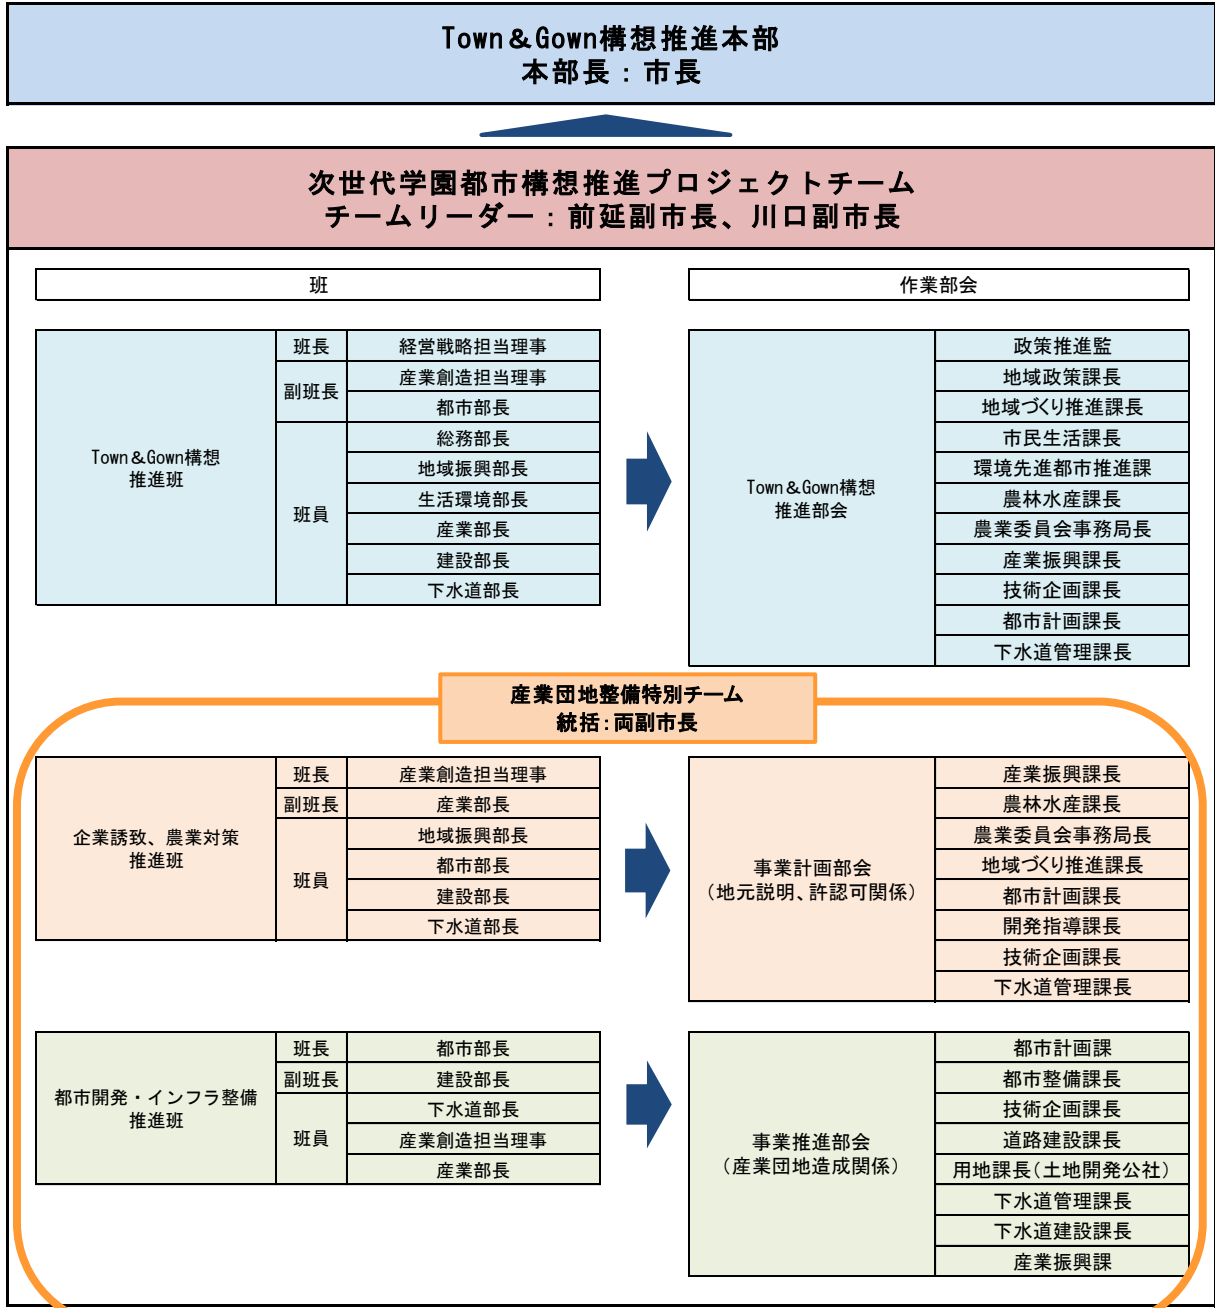 Town＆Gown構想推進本部
本部長：市長
次世代学園都市構想推進プロジェクトチーム
チームリーダー：前延副市長、川口副市長
班
作業部会
Town＆Gown構想
推進班
班長
経営戦略担当理事
副班長
産業創造担当理事
都市部長
班員
総務部長
地域振興部長
生活環境部長
産業部長
建設部長
下水道部長
Town＆Gown構想
推進部会
政策推進監
地域政策課長
地域づくり推進課長
市民生活課長
環境先進都市推進課
農林水産課長
農業委員会事務局長
産業振興課長
技術企画課長
都市計画課長
下水道管理課長
産業団地整備特別チーム
統括：両副市長
企業誘致、農業対策
推進班
班長
産業創造担当理事
副班長
産業部長
班員
地域振興部長
都市部長
建設部長
下水道部長
事業計画部会
（地元説明、許認可関係）
産業振興課長
農林水産課長
農業委員会事務局長
地域づくり推進課長
都市計画課長
開発指導課長
技術企画課長
下水道管理課長
都市開発・インフラ整備
推進班
班長
都市部長
副班長
建設部長
班員
下水道部長
産業創造担当理事
産業部長
事業推進部会
（産業団地造成関係）
都市計画課
都市整備課長
技術企画課長
道路建設課長
用地課長（土地開発公社）
下水道管理課長
下水道建設課長
産業振興課